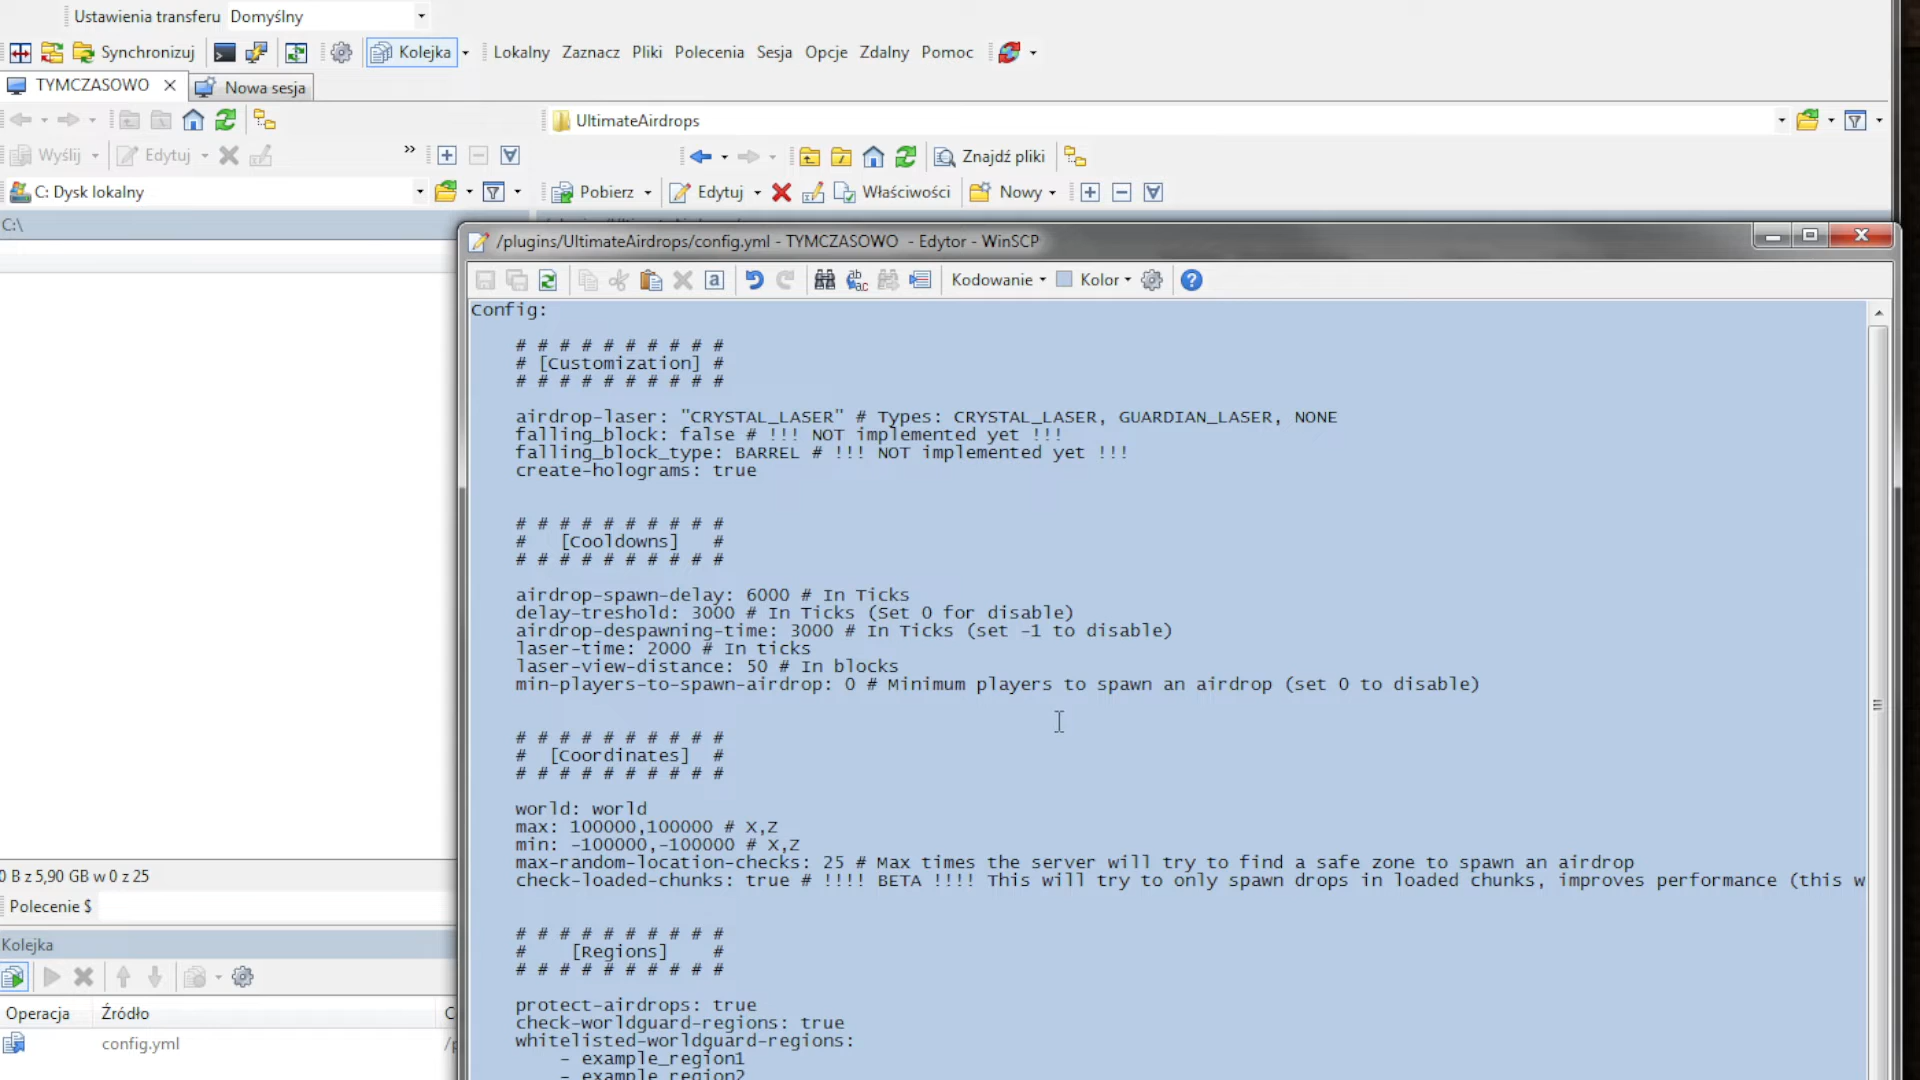 Ustawienia transferu Domyślny
Synchronizuj Kolejka Lokalny Zaznacz Pliki Polecenia Sesja Opcje Zdalny Pomoc
TYMCZASOWO Nowa sesja
UltimateAirdrops
Wyślij Edytuj » Znajdź pliki
C: Dysk lokalny Pobierz Edytuj Właściwości Nowy
C:\
/plugins/UltimateAirdrops/config.yml - TYMCZASOWO - Edytor - WinSCP
Kodowanie Kolor
Config:
# # # # # # # # # #
# [Customization] #
# # # # # # # # # #
airdrop-laser: "CRYSTAL_LASER" # Types: CRYSTAL_LASER, GUARDIAN_LASER, NONE
falling_block: false # !!! NOT implemented yet !!!
falling_block_type: BARREL # !!! NOT implemented yet !!!
create-holograms: true
# # # # # # # # # #
# [Cooldowns] #
# # # # # # # # # #
airdrop-spawn-delay: 6000 # In Ticks
delay-treshold: 3000 # In Ticks (Set 0 for disable)
airdrop-despawning-time: 3000 # In Ticks (set -1 to disable)
laser-time: 2000 # In ticks
laser-view-distance: 50 # In blocks
min-players-to-spawn-airdrop: 0 # Minimum players to spawn an airdrop (set 0 to disable)
# # # # # # # # # #
# [Coordinates] #
# # # # # # # # # #
world: world
max: 100000,100000 # X,Z
min: -100000,-100000 # X,Z
max-random-location-checks: 25 # Max times the server will try to find a safe zone to spawn an airdrop
check-loaded-chunks: true # !!!! BETA !!!! This will try to only spawn drops in loaded chunks, improves performance (this w
# # # # # # # # # #
# [Regions] #
# # # # # # # # # #
protect-airdrops: true
check-worldguard-regions: true
whitelisted-worldguard-regions:
- example_region1
- example_region2
0 B z 5,90 GB w 0 z 25
Polecenie $
Kolejka
Operacja Źródło
config.yml